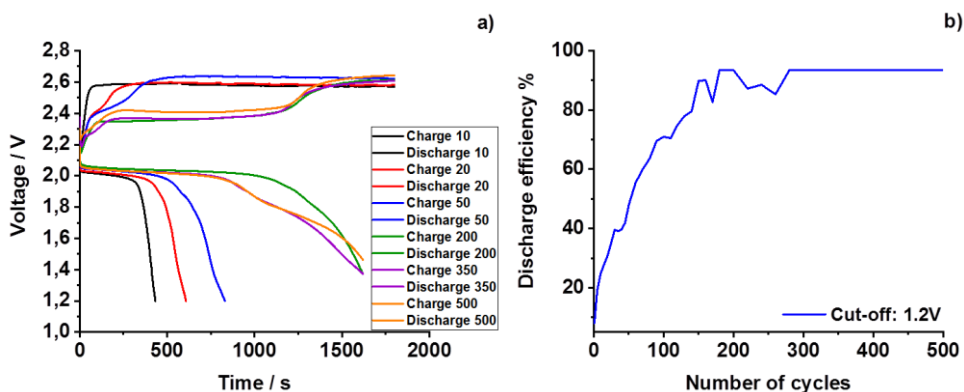 a)
2,8
2,6
2,4
2,2
2,0
1,8
1,6
1,4
1,2
1,0
Voltage / V
Charge 10
Discharge 10
Charge 20
Discharge 20
Charge 50
Discharge 50
Charge 200
Discharge 200
Charge 350
Discharge 350
Charge 500
Discharge 500
0 500 1000 1500 2000
Time / s
b)
100
80
60
40
20
Discharge efficiency %
Cut-off: 1.2V
0 100 200 300 400 500
Number of cycles